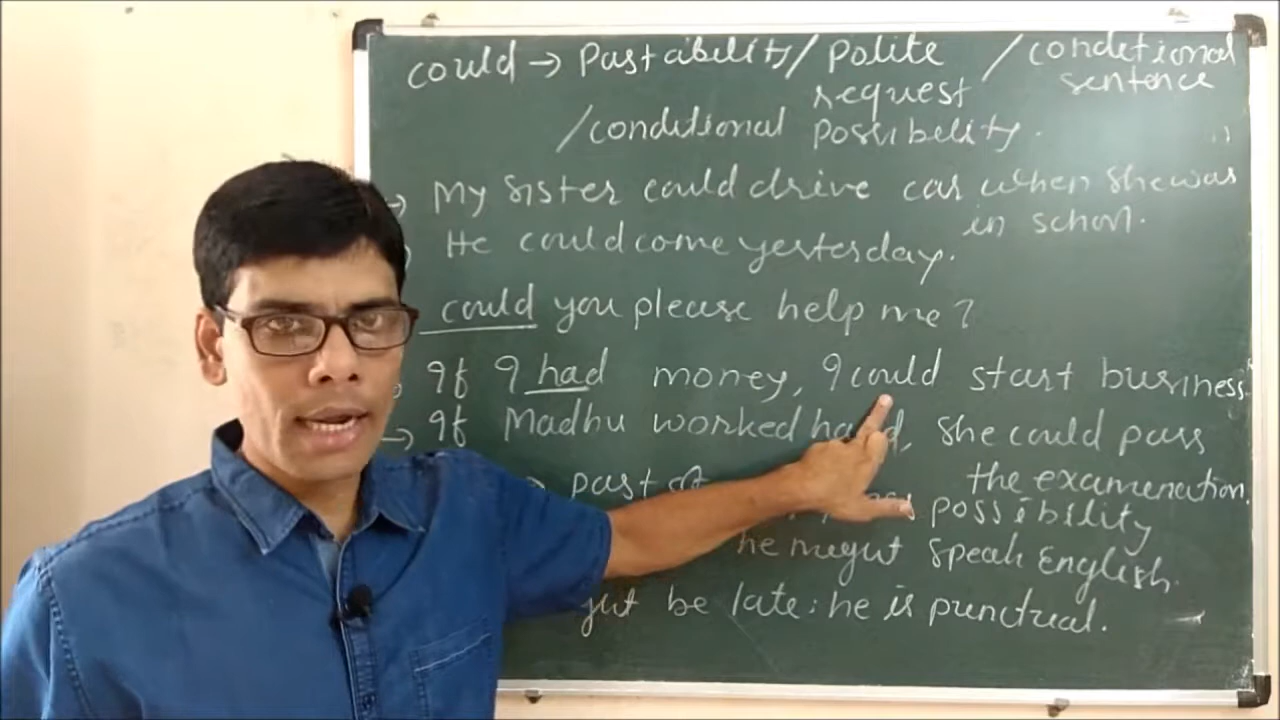 could → Past ability / polite request / conditional sentence
/ conditional possibility.
→ My sister could drive car when she was in school.
He could come yesterday.
could you please help me?
If I had money, I could start business.
→ If Madhu worked hard, she could pass the examenation.
→ past of
possibility
he might speak English.
be late: he is punctual.